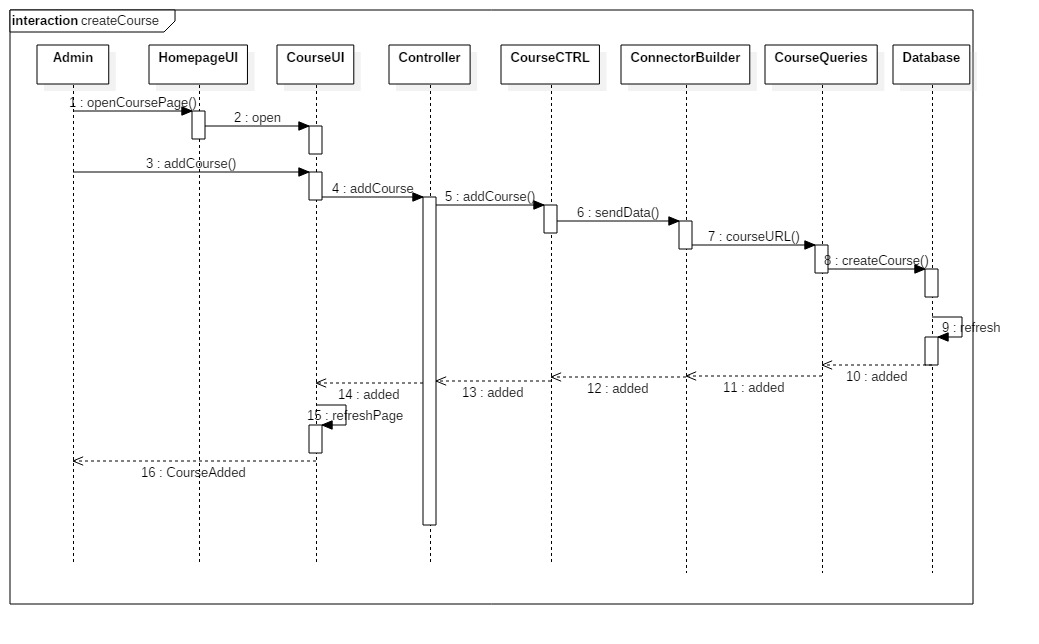 interaction createCourse
Admin
HomepageUI
CourseUI
Controller
CourseCTRL
ConnectorBuilder
CourseQueries
Database
1 : openCoursePage()
2 : open
3 : addCourse()
4 : addCourse
5 : addCourse()
6 : sendData()
7 : courseURL()
8 : createCourse()
9 : refresh
10 : added
11 : added
12 : added
13 : added
14 : added
15 : refreshPage
16 : CourseAdded